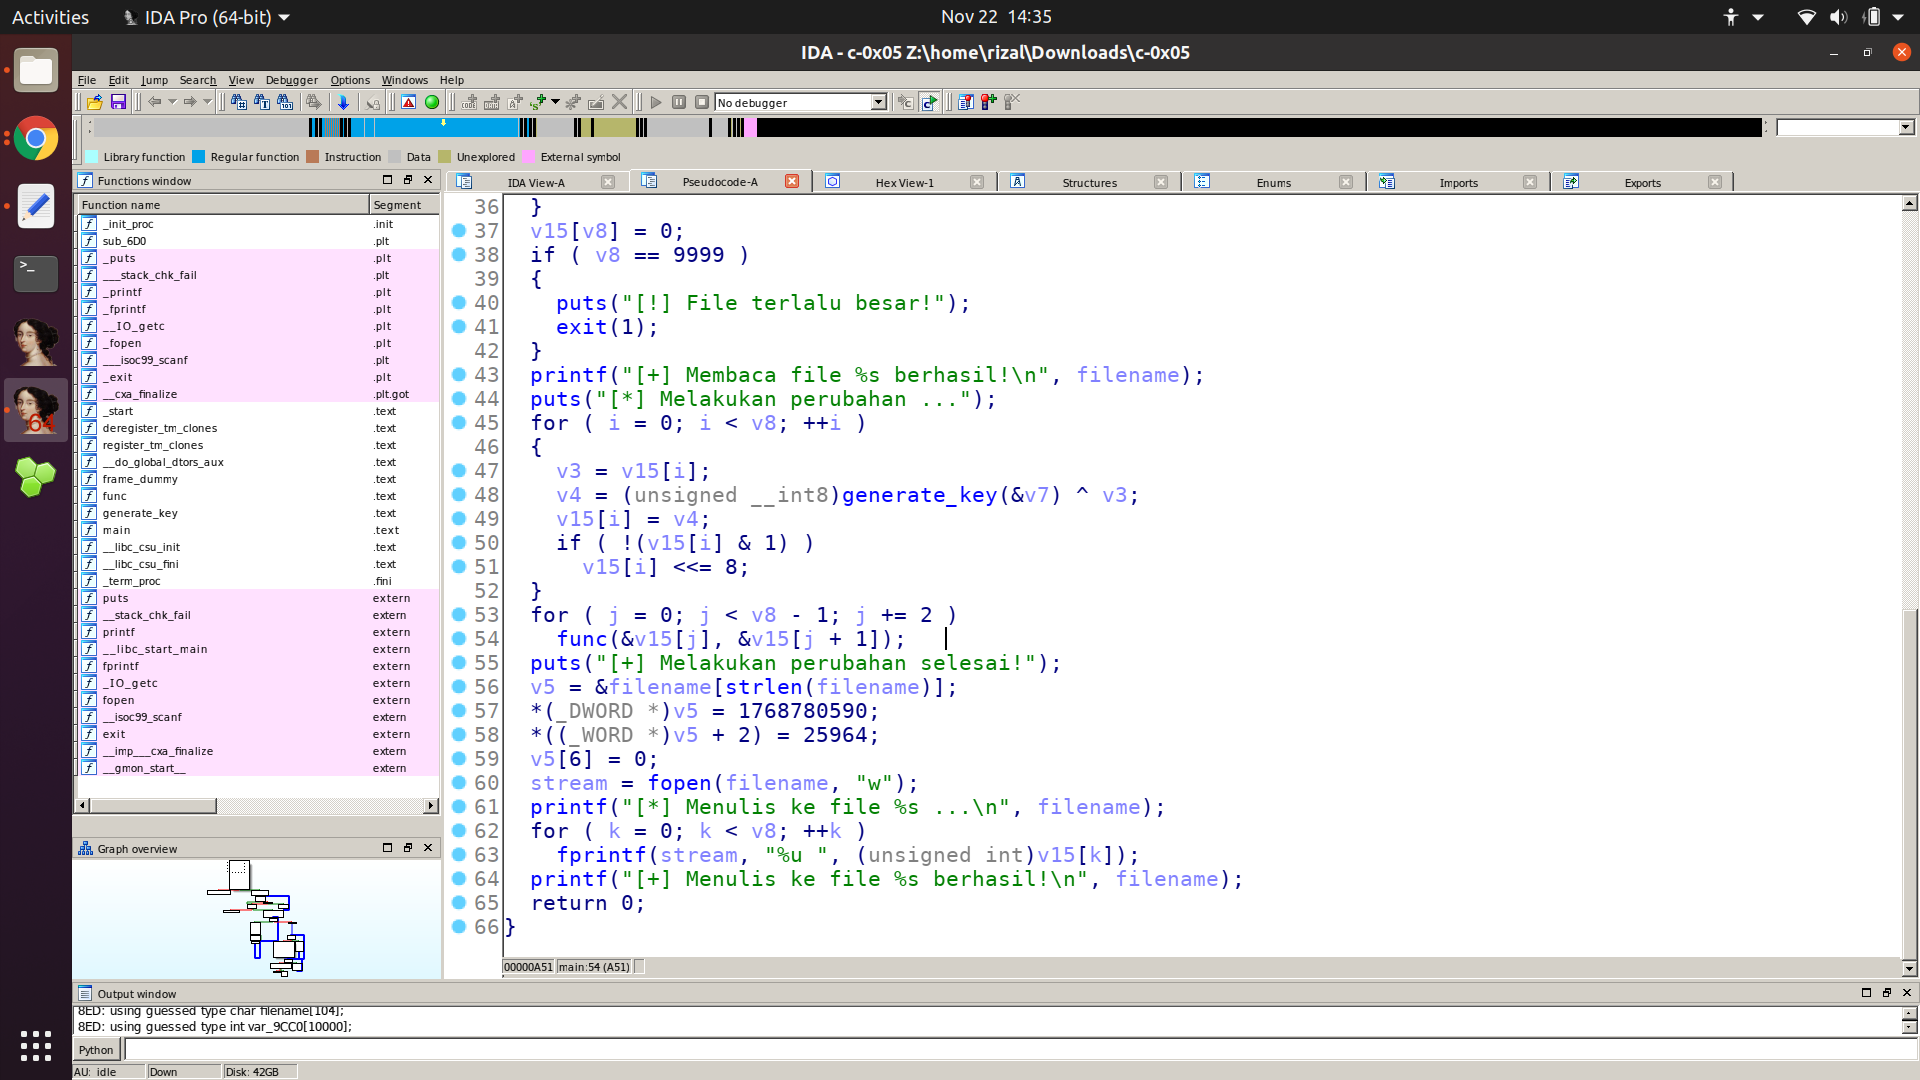 Activities
IDA Pro (64-bit)
Nov 22 14:35
IDA - c-0x05 Z:\home\rizal\Downloads\c-0x05
File Edit Jump Search View Debugger Options Windows Help
No debugger
Library function Regular function Instruction Data Unexplored External symbol
Functions window
IDA View-A
Pseudocode-A
Hex View-1
Structures
Enums
Imports
Exports
Function name Segment
_init_proc .init
sub_6D0 .plt
_puts .plt
___stack_chk_fail .plt
_printf .plt
_fprintf .plt
__IO_getc .plt
_fopen .plt
___isoc99_scanf .plt
_exit .plt
__cxa_finalize .plt.got
_start .text
deregister_tm_clones .text
register_tm_clones .text
__do_global_dtors_aux .text
frame_dummy .text
func .text
generate_key .text
main .text
__libc_csu_init .text
__libc_csu_fini .text
_term_proc .fini
puts extern
__stack_chk_fail extern
printf extern
__libc_start_main extern
fprintf extern
_IO_getc extern
fopen extern
__isoc99_scanf extern
exit extern
__imp___cxa_finalize extern
__gmon_start__ extern
Graph overview
36 }
37 v15[v8] = 0;
38 if ( v8 == 9999 )
39 {
40 puts("[!] File terlalu besar!");
41 exit(1);
42 }
43 printf("[+] Membaca file %s berhasil!\n", filename);
44 puts("[*] Melakukan perubahan ...");
45 for ( i = 0; i < v8; ++i )
46 {
47 v3 = v15[i];
48 v4 = (unsigned __int8)generate_key(&v7) ^ v3;
49 v15[i] = v4;
50 if ( !(v15[i] & 1) )
51 v15[i] <<= 8;
52 }
53 for ( j = 0; j < v8 - 1; j += 2 )
54 func(&v15[j], &v15[j + 1]);
55 puts("[+] Melakukan perubahan selesai!");
56 v5 = &filename[strlen(filename)];
57 *(_DWORD *)v5 = 1768780590;
58 *((_WORD *)v5 + 2) = 25964;
59 v5[6] = 0;
60 stream = fopen(filename, "w");
61 printf("[*] Menulis ke file %s ...\n", filename);
62 for ( k = 0; k < v8; ++k )
63 fprintf(stream, "%u ", (unsigned int)v15[k]);
64 printf("[+] Menulis ke file %s berhasil!\n", filename);
65 return 0;
66 }
00000A51 main:54 (A51)
Output window
8ED: using guessed type char filename[104];
8ED: using guessed type int var_9CC0[10000];
Python
AU: idle Down Disk: 42GB
64